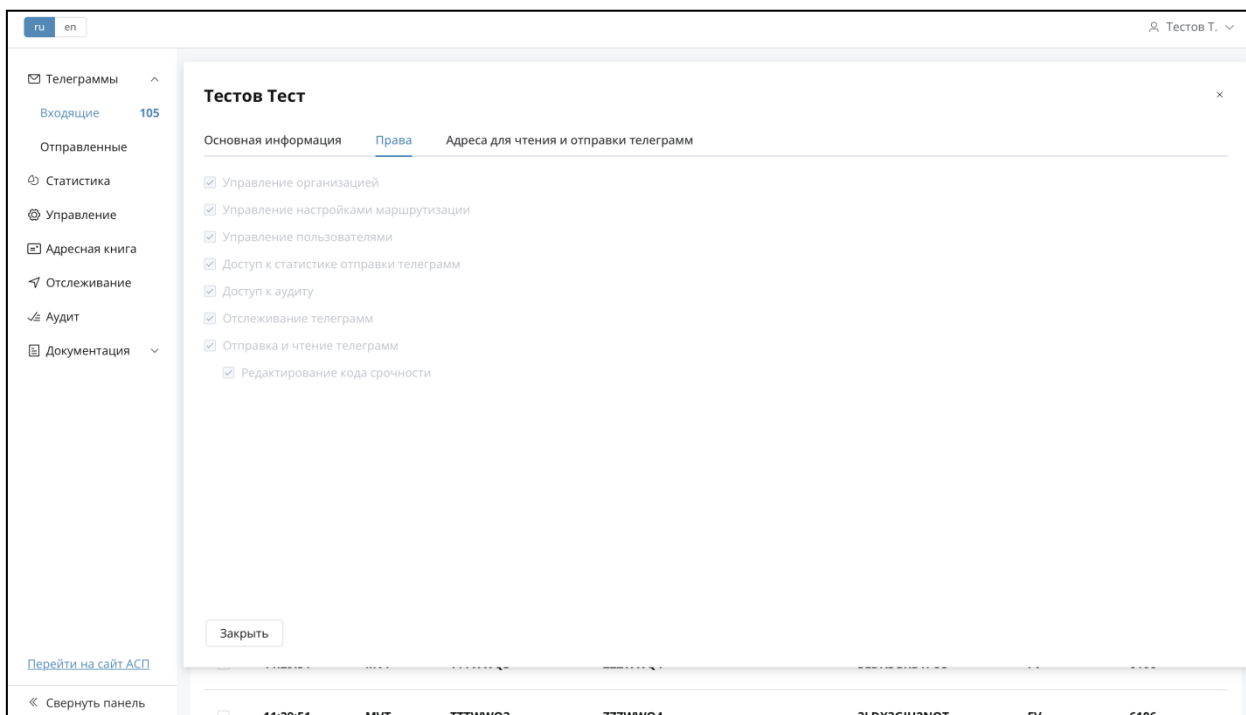 ru en
Тестов Т.
Телеграммы
Входящие 105
Отправленные
Статистика
Управление
Адресная книга
Отслеживание
Аудит
Документация
Перейти на сайт АСП
Свернуть панель
Тестов Тест
Основная информация Права Адреса для чтения и отправки телеграмм
Управление организацией
Управление настройками маршрутизации
Управление пользователями
Доступ к статистике отправки телеграмм
Доступ к аудиту
Отслеживание телеграмм
Отправка и чтение телеграмм
Редактирование кода срочности
Закрыть